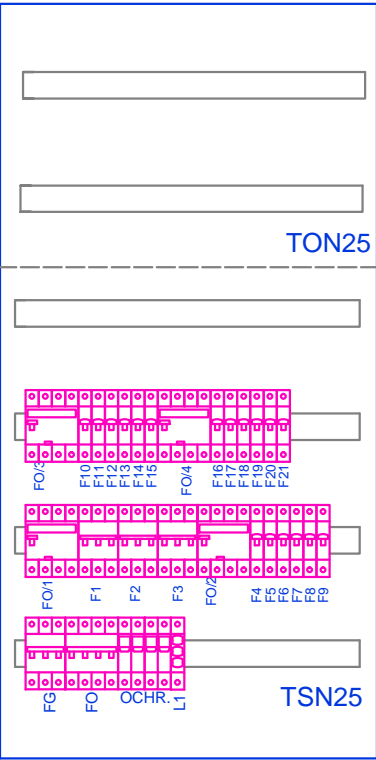 TON25
FO/3 F10 F11 F12 F13 F14 F15 FO/4 F16 F17 F18 F19 F20 F21
FO/1 F1 F2 F3 FO/2 F4 F5 F6 F7 F8 F9
FG FO OCHR. L1
TSN25